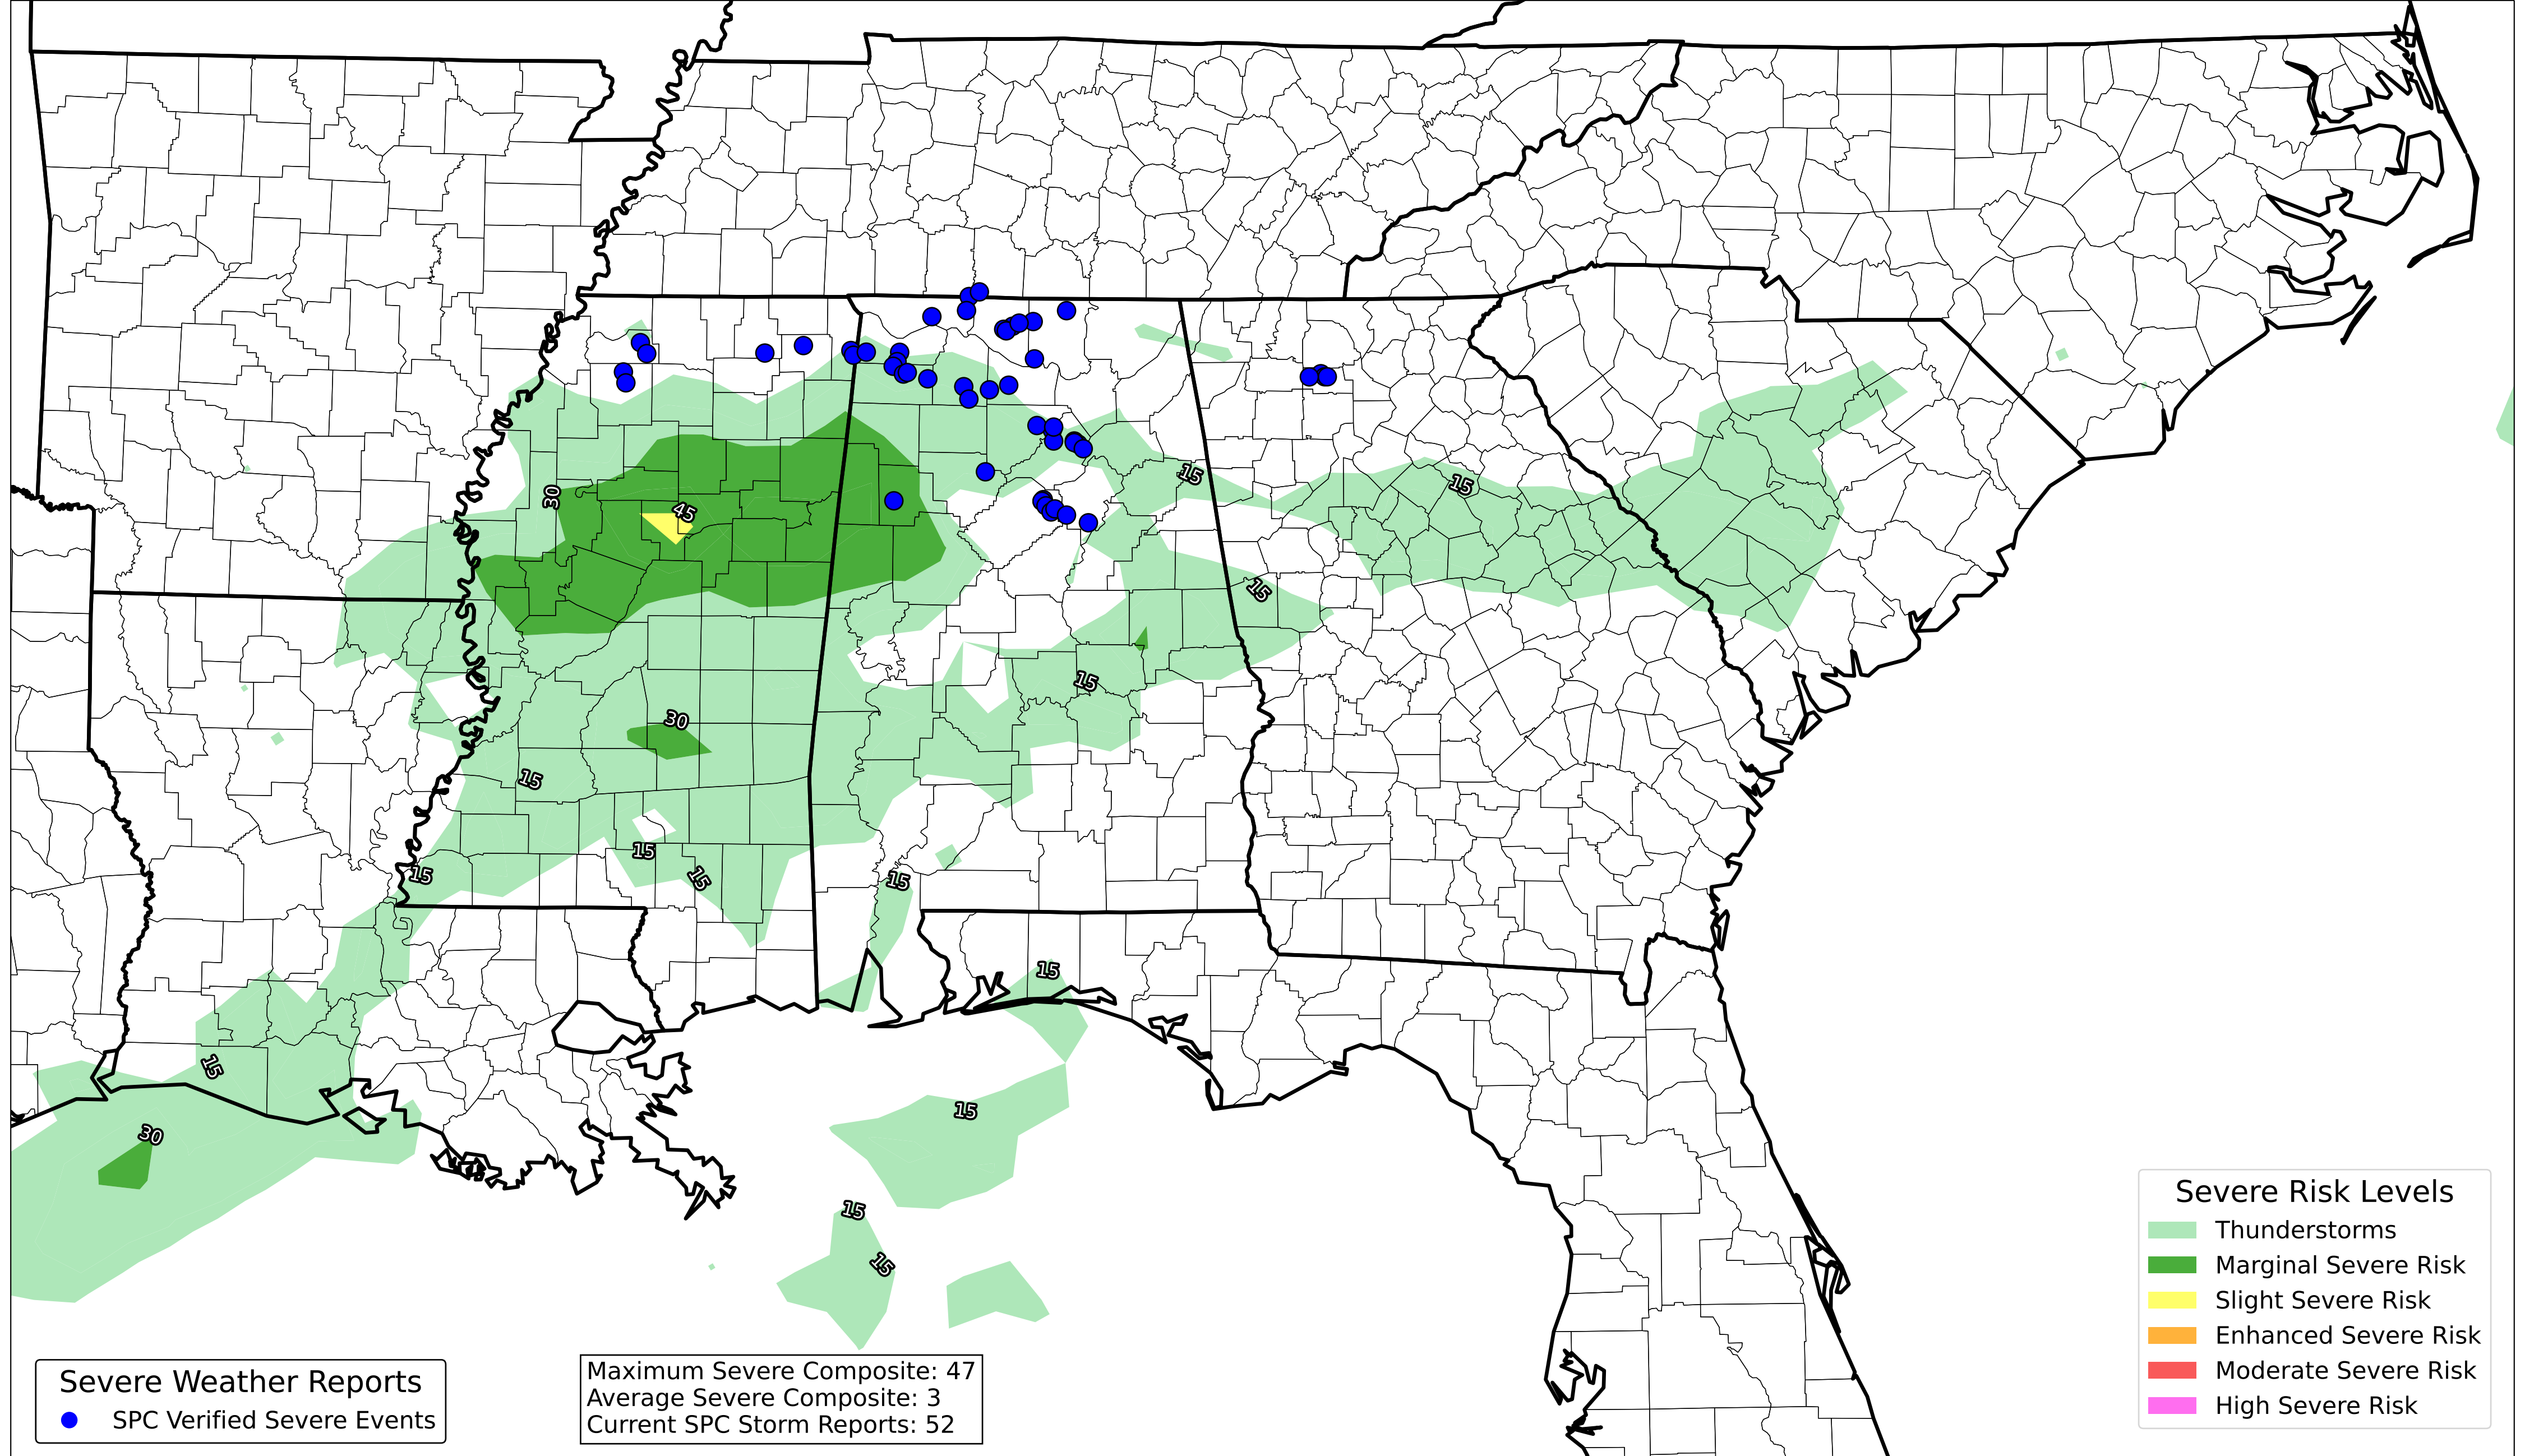 15
15
30
45
15
15
30
15
15
15
15
15
15
15
15
30
15
15
Severe Risk Levels
Thunderstorms
Marginal Severe Risk
Slight Severe Risk
Enhanced Severe Risk
Moderate Severe Risk
High Severe Risk
Severe Weather Reports
SPC Verified Severe Events
Maximum Severe Composite: 47
Average Severe Composite: 3
Current SPC Storm Reports: 52